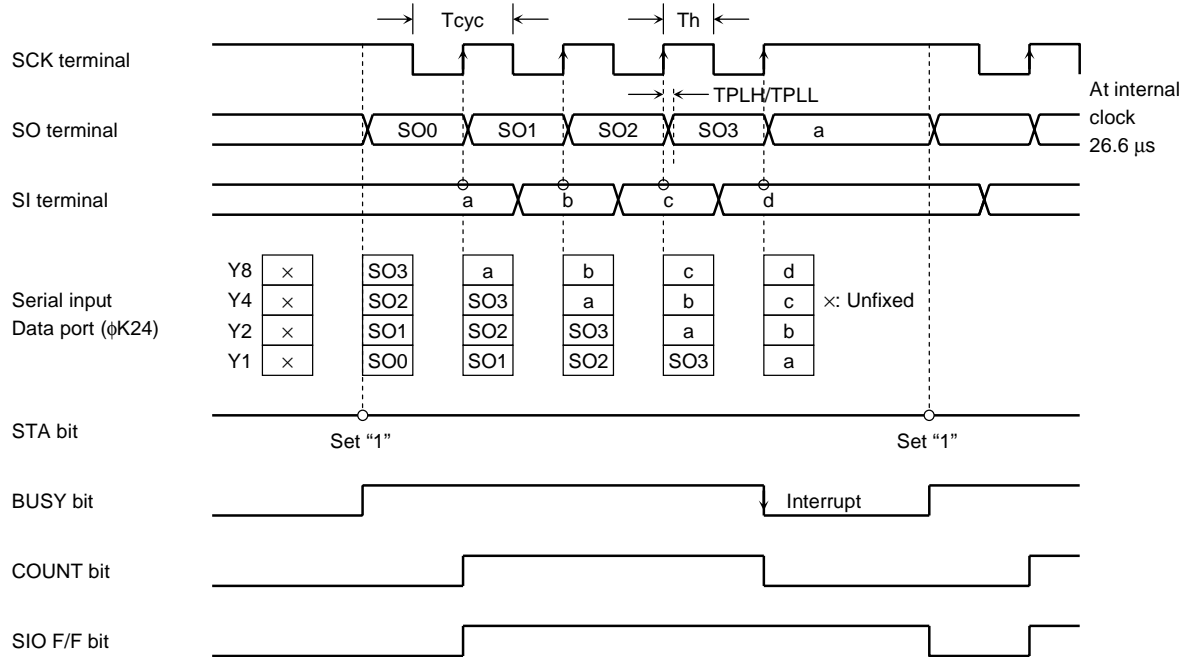 Tcyc Th
SCK terminal
TPLH/TPLL
At internal
clock
26.6 μs
SO terminal SO0 SO1 SO2 SO3 a
SI terminal a b c d
Y8 × SO3 a b c d
Y4 × SO2 SO3 a b c ×: Unfixed
Serial input
Data port (ϕK24)
Y2 × SO1 SO2 SO3 a b
Y1 × SO0 SO1 SO2 SO3 a
STA bit
Set “1” Set “1”
BUSY bit Interrupt
COUNT bit
SIO F/F bit